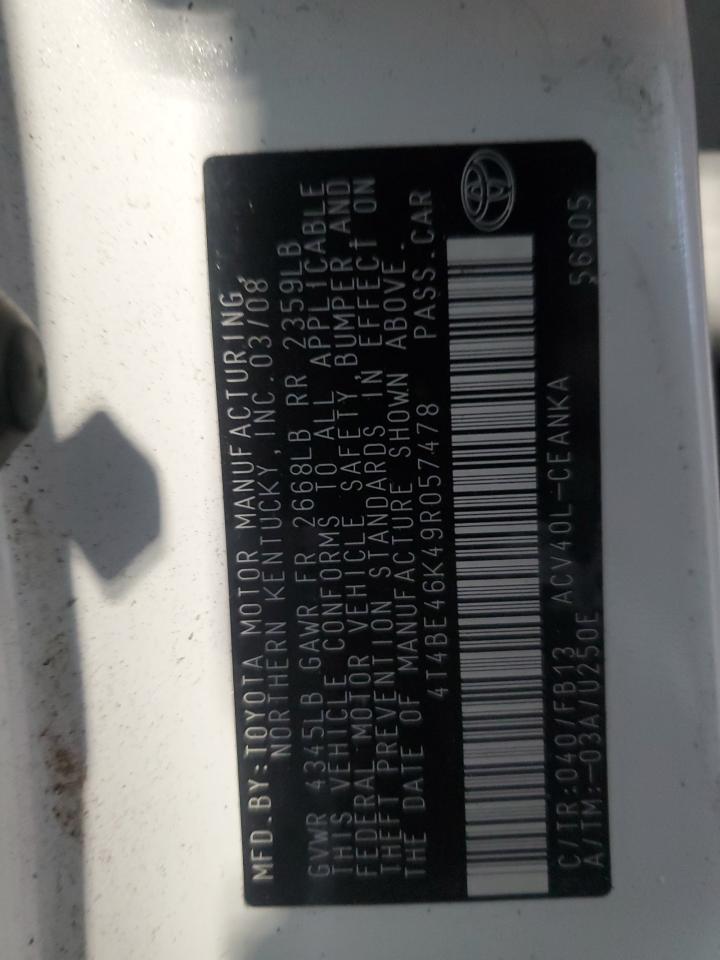 MFD. BY: TOYOTA MOTOR MANUFACTURING,
NORTHERN KENTUCKY, INC. 03/08
GVWR 4345LB GAWR FR 2668LB RR 2359LB
THIS VEHICLE CONFORMS TO ALL APPLICABLE
FEDERAL MOTOR VEHICLE SAFETY, BUMPER AND
THEFT PREVENTION STANDARDS IN EFFECT ON
THE DATE OF MANUFACTURE SHOWN ABOVE.
4T4BE46K49R057478 PASS.CAR
C/TR:040/FB13 ACV40L-CEANKA 56605
A/TM:-03A/U250E